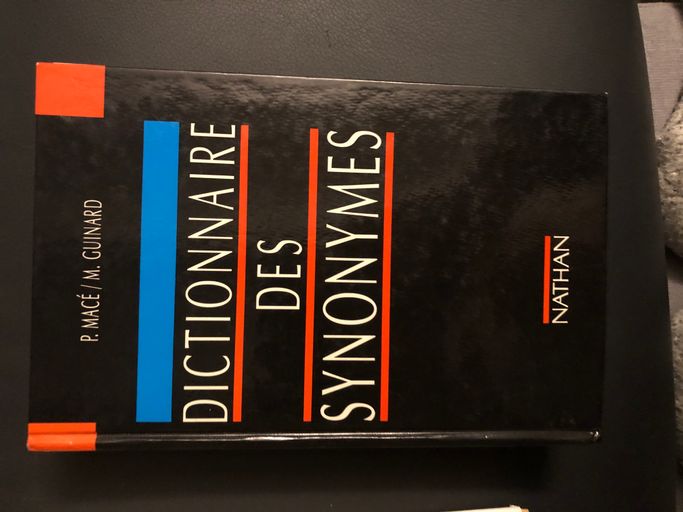 P. MACÉ / M. GUINARD
DICTIONNAIRE
DES
SYNONYMES
NATHAN